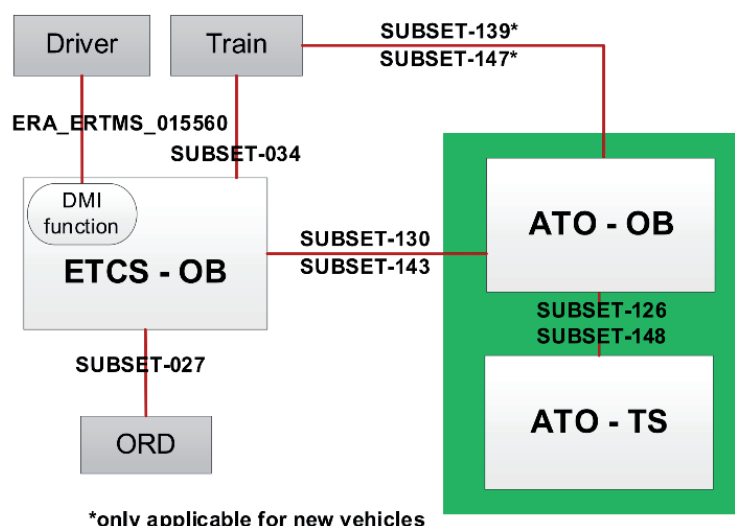 Driver
Train
SUBSET-139*
SUBSET-147*
ERA_ERTMS_015560
SUBSET-034
DMI
function
ETCS - OB
SUBSET-130
SUBSET-143
ATO - OB
SUBSET-126
SUBSET-148
ATO - TS
SUBSET-027
ORD
*only applicable for new vehicles